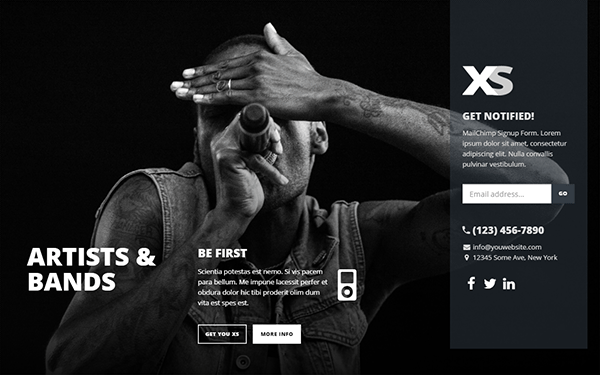 XS
GET NOTIFIED!
MailChimp Signup Form. Lorem
ipsum dolor sit amet, consectetur
adipiscing elit. Nulla convallis
pulvinar vestibulum.
Email address...
GO
(123) 456-7890
info@youwebsite.com
12345 Some Ave, New York
ARTISTS &
BANDS
BE FIRST
Scientia potestas est nemo. Si vis pacem
para bellum. Me impune lacessit perfer et
obdura dolor hic tibi proderit olim dum
vita est spes est.
GET YOU XS
MORE INFO